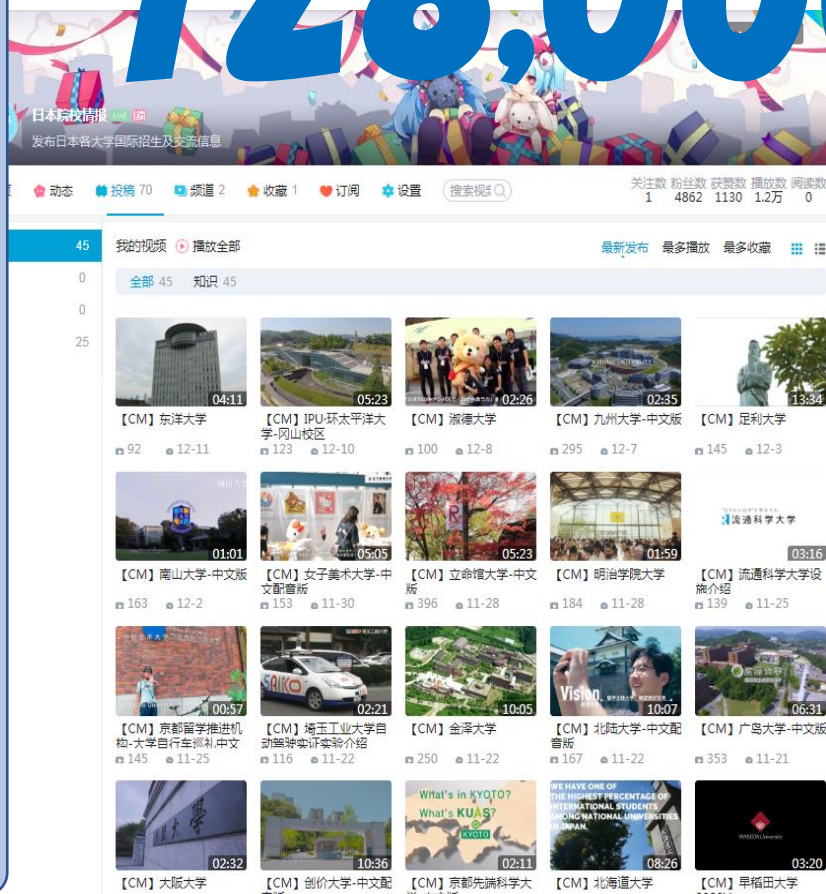 128,00
日本院校情报 LIVE
发布日本各大学国际招生及交流信息
动态 投稿 70 频道 2 收藏 1 订阅 设置
关注数 粉丝数 获赞数 播放数 阅读数
1 4862 1130 1.2万 0
45 我的视频 播放全部 最新发布 最多播放 最多收藏
0 全部 45 知识 45
0
25
04:11 05:23 02:26 02:35 13:34
【CM】东洋大学 【CM】IPU·环太平洋大 【CM】淑德大学 【CM】九州大学-中文版 【CM】足利大学
学-冈山校区
92 12-11 123 12-10 100 12-8 295 12-7 145 12-3
R
流通科学大学
01:01 05:05 05:23 01:59 03:16
【CM】南山大学-中文版 【CM】女子美术大学-中 【CM】立命馆大学-中文 【CM】明治学院大学 【CM】流通科学大学设
文配音版 版 施介绍
163 12-2 153 11-30 396 11-28 184 11-28 139 11-25
SAIKO
Vision
00:57 02:21 10:05 10:07 06:31
【CM】京都留学推进机 【CM】埼玉工业大学自 【CM】金泽大学 【CM】北陆大学-中文配 【CM】广岛大学-中文版
构-大学自行车巡礼中文 动驾驶实证实验介绍 音版
145 11-25 116 11-22 250 11-22 167 11-22 353 11-21
What's in KYOTO?
What's KUAS?
KYOTO
WE HAVE ONE OF
THE HIGHEST PERCENTAGE OF
INTERNATIONAL STUDENTS
AMONG NATIONAL UNIVERSITIES
IN JAPAN.
WASEDA University
02:32 10:36 02:11 08:26 03:20
【CM】大阪大学 【CM】创价大学-中文配 【CM】京都先端科学大 【CM】北海道大学 【CM】早稻田大学